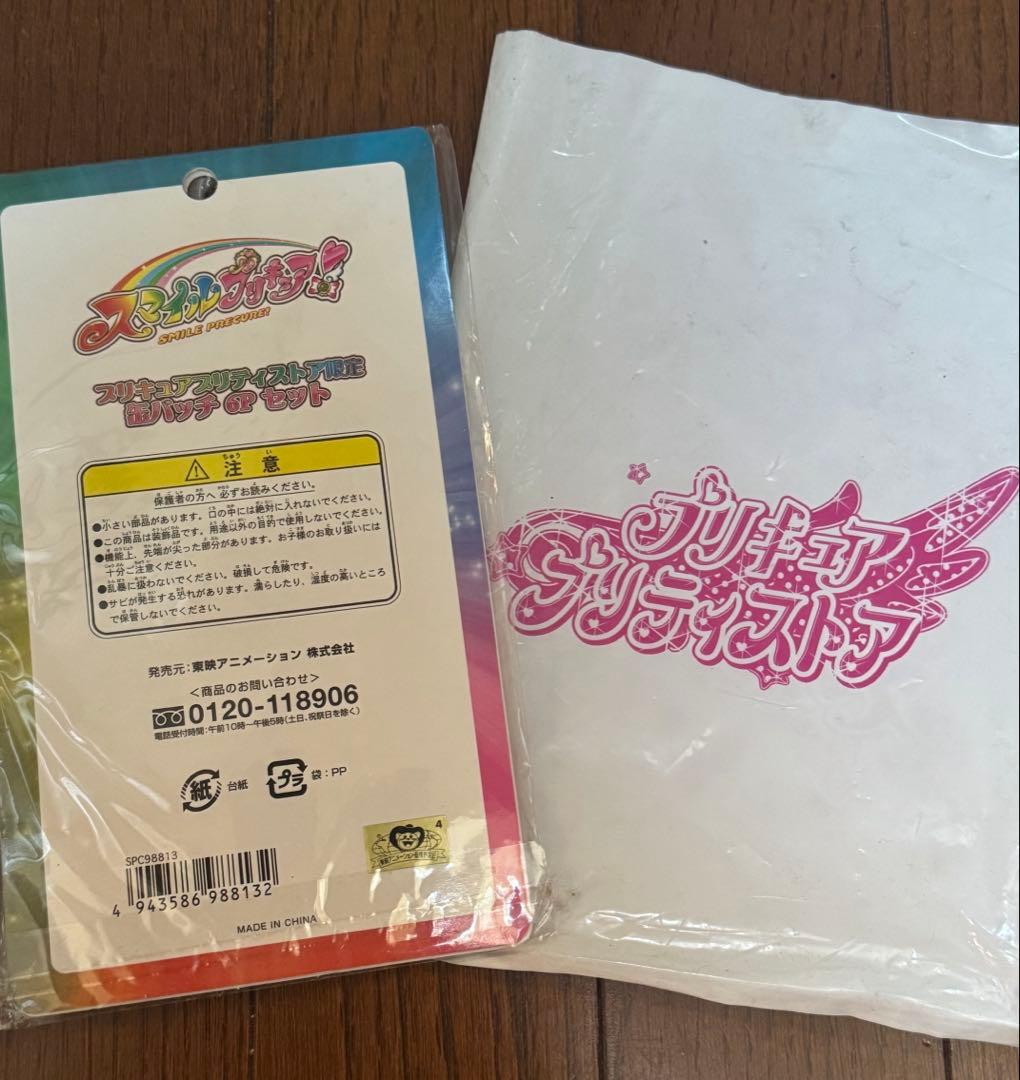 スマイルプリキュア!
SMILE PRECURE!
プリキュアプリティストア限定
缶バッチ 6P セット
注意
保護者の方へ 必ずお読みください。
●小さい部品があります。口の中には絶対に入れないでください。
●この商品は装飾品です。用途以外の目的で使用しないでください。
●機能上、先端が尖った部分があります。お子様のお取り扱いには
十分ご注意ください。
●乱暴に扱わないでください。破損して危険です。
●サビが発生する恐れがあります。濡らしたり、湿度の高いところ
で保管しないでください。
発売元:東映アニメーション 株式会社
<商品のお問い合わせ>
0120-118906
電話受付時間:午前10時～午後5時(土日、祝祭日を除く)
紙 台紙
プラ 袋:PP
4
SPC98813
4 943586 988132
MADE IN CHINA
プリキュア
プリティストア